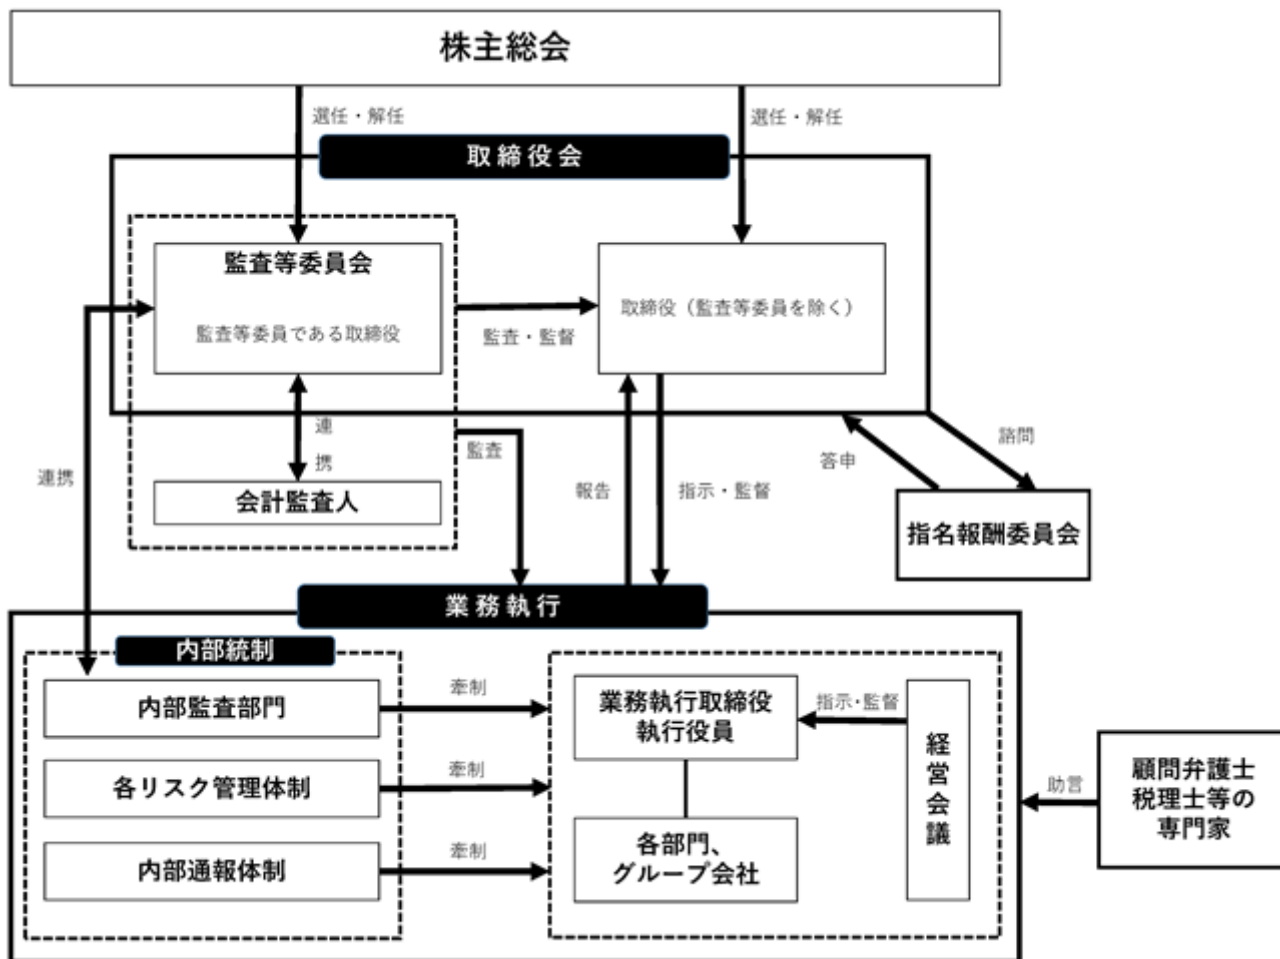 株主総会
選任・解任
選任・解任
取締役会
監査等委員会
監査等委員である取締役
監査・監督
取締役（監査等委員を除く）
連
携
会計監査人
連携
監査
報告
指示・監督
答申
諮問
指名報酬委員会
業務執行
内部統制
内部監査部門
各リスク管理体制
内部通報体制
牽制
牽制
牽制
業務執行取締役
執行役員
指示・監督
各部門、
グループ会社
経営会議
助言
顧問弁護士
税理士等の
専門家